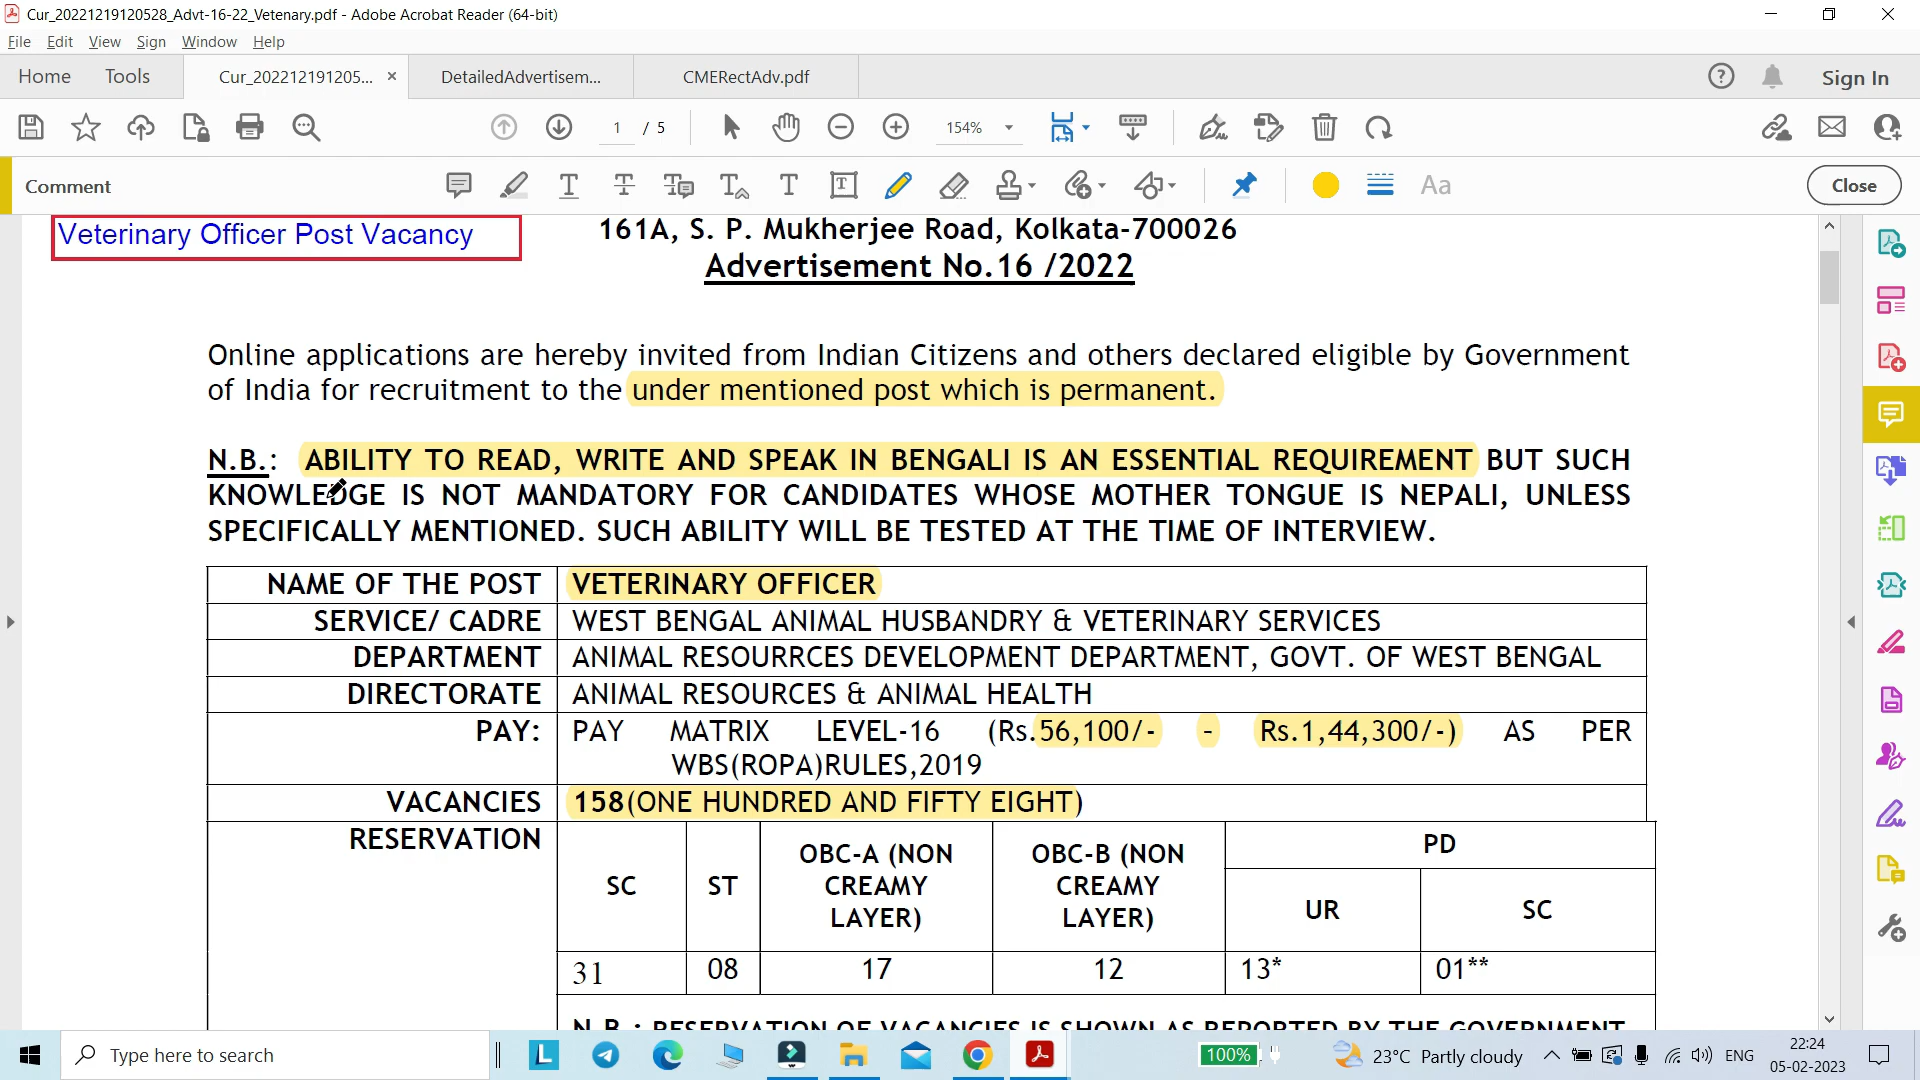 Cur_20221219120528_Advt-16-22_Vetenary.pdf - Adobe Acrobat Reader (64-bit)
File Edit View Sign Window Help
Home Tools Cur_202212191205... × DetailedAdvertisem... CMERectAdv.pdf Sign In
1 / 5 154%
Comment Aa Close
Veterinary Officer Post Vacancy
161A, S. P. Mukherjee Road, Kolkata-700026
Advertisement No.16 /2022
Online applications are hereby invited from Indian Citizens and others declared eligible by Government
of India for recruitment to the under mentioned post which is permanent.
N.B.: ABILITY TO READ, WRITE AND SPEAK IN BENGALI IS AN ESSENTIAL REQUIREMENT BUT SUCH
KNOWLEDGE IS NOT MANDATORY FOR CANDIDATES WHOSE MOTHER TONGUE IS NEPALI, UNLESS
SPECIFICALLY MENTIONED. SUCH ABILITY WILL BE TESTED AT THE TIME OF INTERVIEW.
NAME OF THE POST VETERINARY OFFICER
SERVICE/ CADRE WEST BENGAL ANIMAL HUSBANDRY & VETERINARY SERVICES
DEPARTMENT ANIMAL RESOURRCES DEVELOPMENT DEPARTMENT, GOVT. OF WEST BENGAL
DIRECTORATE ANIMAL RESOURCES & ANIMAL HEALTH
PAY: PAY MATRIX LEVEL-16 (Rs.56,100/- - Rs.1,44,300/-) AS PER
WBS(ROPA)RULES,2019
VACANCIES 158(ONE HUNDRED AND FIFTY EIGHT)
RESERVATION
SC ST OBC-A (NON CREAMY LAYER) OBC-B (NON CREAMY LAYER) PD
UR SC
31 08 17 12 13* 01**
N.B.: RESERVATION OF VACANCIES IS SHOWN AS REPORTED BY THE GOVERNMENT
Type here to search 100% 23°C Partly cloudy ENG 22:24
05-02-2023